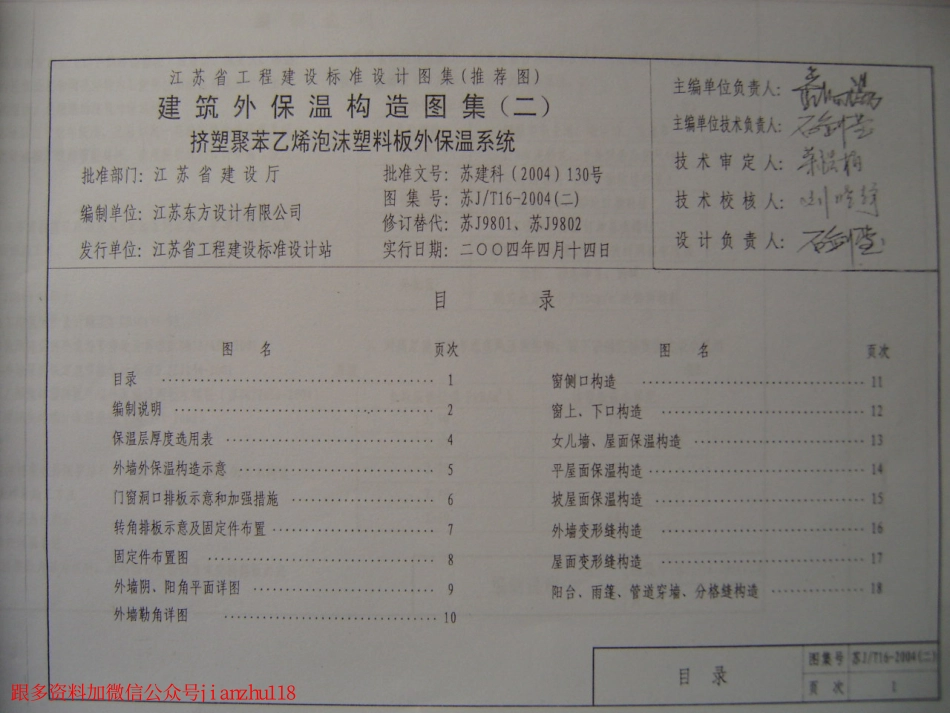 江苏省工程建设标准设计图集(推荐图)
建筑外保温构造图集(二)
挤塑聚苯乙烯泡沫塑料板外保温系统
批准部门: 江苏省建设厅
编制单位: 江苏东方设计有限公司
发行单位: 江苏省工程建设标准设计站
批准文号: 苏建科(2004)130号
图集号: 苏J/T16-2004(二)
修订替代: 苏J9801、苏J9802
实行日期: 二〇〇四年四月十四日
主编单位负责人:
主编单位技术负责人:
技术审定人:
技术校核人:
设计负责人:
目录
图名 页次
目录 1
编制说明 2
保温层厚度选用表 4
外墙外保温构造示意 5
门窗洞口排板示意和加强措施 6
转角排板示意及固定件布置 7
固定件布置图 8
外墙阴、阳角平面详图 9
外墙勒角详图 10
图名 页次
窗侧口构造 11
窗上、下口构造 12
女儿墙、屋面保温构造 13
平屋面保温构造 14
坡屋面保温构造 15
外墙变形缝构造 16
屋面变形缝构造 17
阳台、雨篷、管道穿墙、分格缝构造 18
目录
图集号 苏J/T16-2004(二)
页次 1
跟多资料加微信公众号jianzhu118